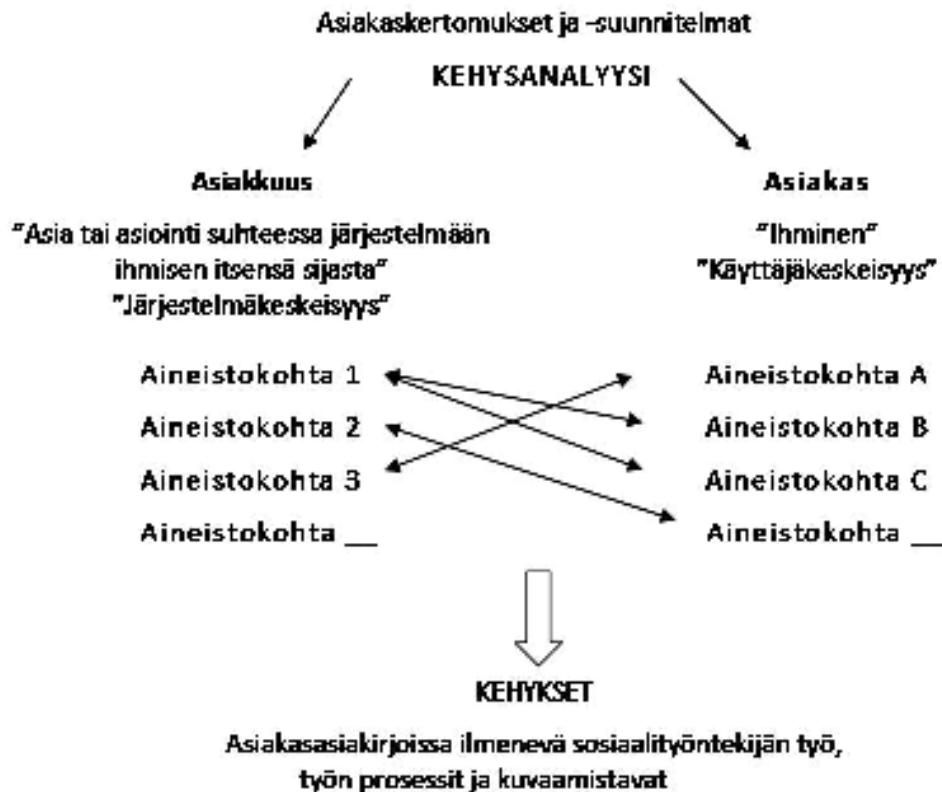 Asiakaskertomukset ja –suunnitelmat
KEHYSANALYYSI
Asiakkuus
"Asia tai asiointi suhteessa järjestelmään
ihmisen itsensä sijasta"
"Järjestelmäkeskeisyys"
Asiakas
"Ihminen"
"Käyttäjäkeskeisyys"
Aineistokohta 1
Aineistokohta 2
Aineistokohta 3
Aineistokohta __
Aineistokohta A
Aineistokohta B
Aineistokohta C
Aineistokohta __
KEHYKSET
Asiakasasiakirjoissa ilmenevä sosiaalityöntekijän työ,
työn prosessit ja kuvaamistavat